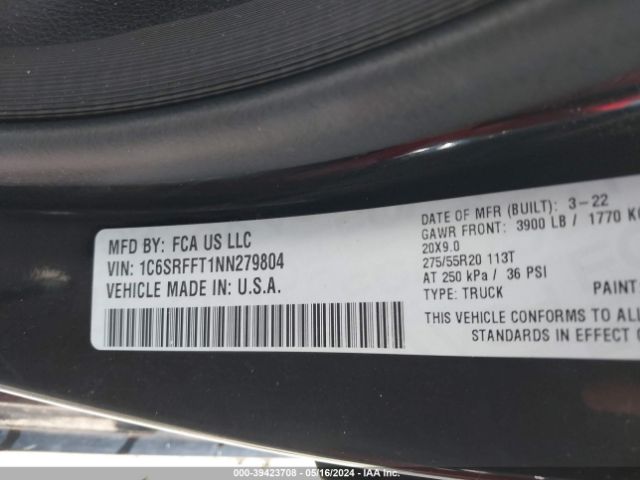 MFD BY: FCA US LLC
VIN: 1C6SRFFT1NN279804
VEHICLE MADE IN: U.S.A.
DATE OF MFR (BUILT): 3-22
GAWR FRONT: 3900 LB / 1770 KG
20X9.0
275/55R20 113T
AT 250 kPa / 36 PSI
TYPE: TRUCK PAINT:
THIS VEHICLE CONFORMS TO ALL
STANDARDS IN EFFECT
000-39423708 - 05/16/2024 - IAA Inc.